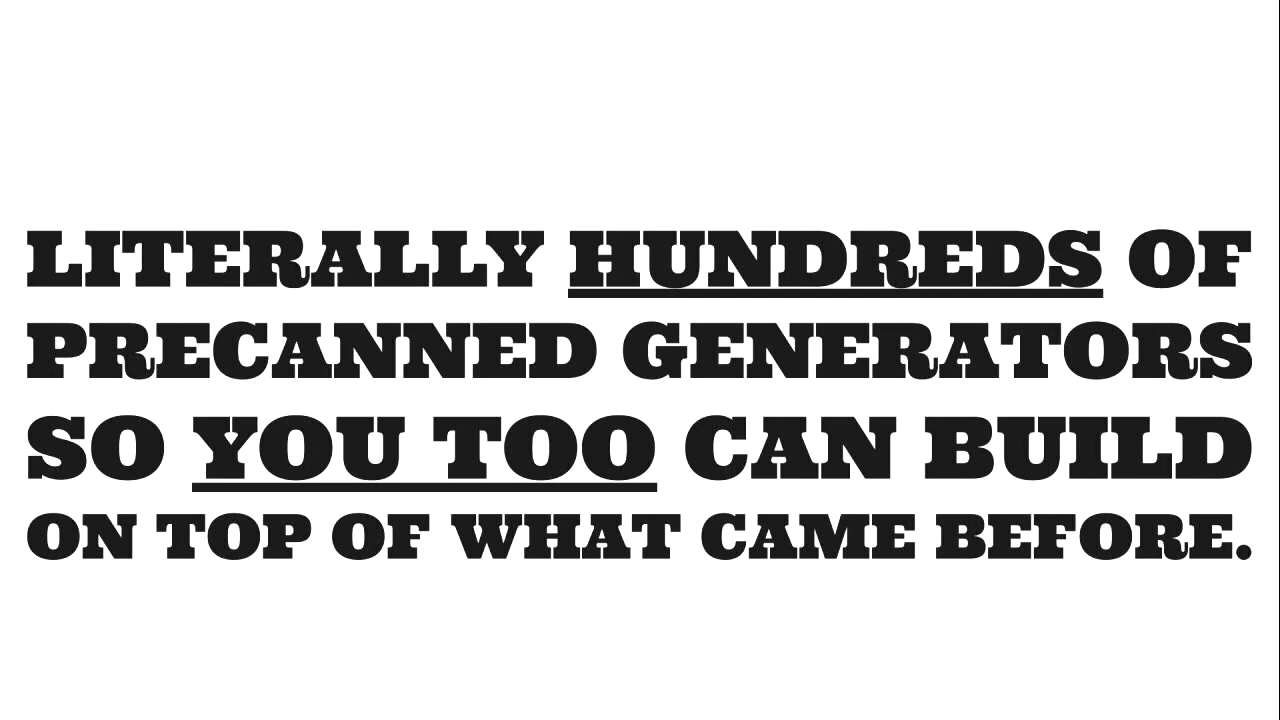 LITERALLY HUNDREDS OF
PRECANNED GENERATORS
SO YOU TOO CAN BUILD
ON TOP OF WHAT CAME BEFORE.